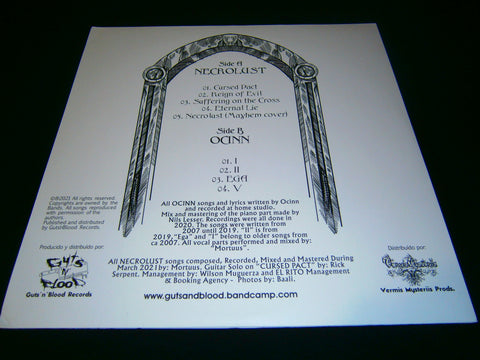 Side A
NECROLUST
01. Cursed Pact
02. Reign of Evil
03. Suffering on the Cross
04. Eternal Lie
05. Necrolust (Mayhem cover)
Side B
OCINN
01. I
02. II
03. EGA
04. V
©2021 All rights reserved.
Copyrights are owned by the
Bands. All songs reproduced
with permission of the
authors.
Published and distributed by
Guts'n'Blood Records.
All OCINN songs and lyrics written by Ocinn
and recorded at home studio.
Mix and mastering of the piano part made by
Nils Lesser. Recordings were all done in
2020. The songs were written from
2007 until 2019. "II" is from
2019,"Ega" and "I" belong to older songs from
ca 2007. All vocal parts performed and mixed by:
"Mortuus".
Producido y distribuido por:
Guts 'n' Blood
Guts'n'Blood Records
All NECROLUST songs composed, Recorded, Mixed and Mastered During
March 2021 by: Mortuus. Guitar Solo on "CURSED PACT" by: Rick
Serpent. Management by: Wilson Muguerza and EL RITO Management
& Booking Agency - Photos by: Baali.
www.gutsandblood.bandcamp.com
Distribuido por:
Vermis Mysteriis Prods.